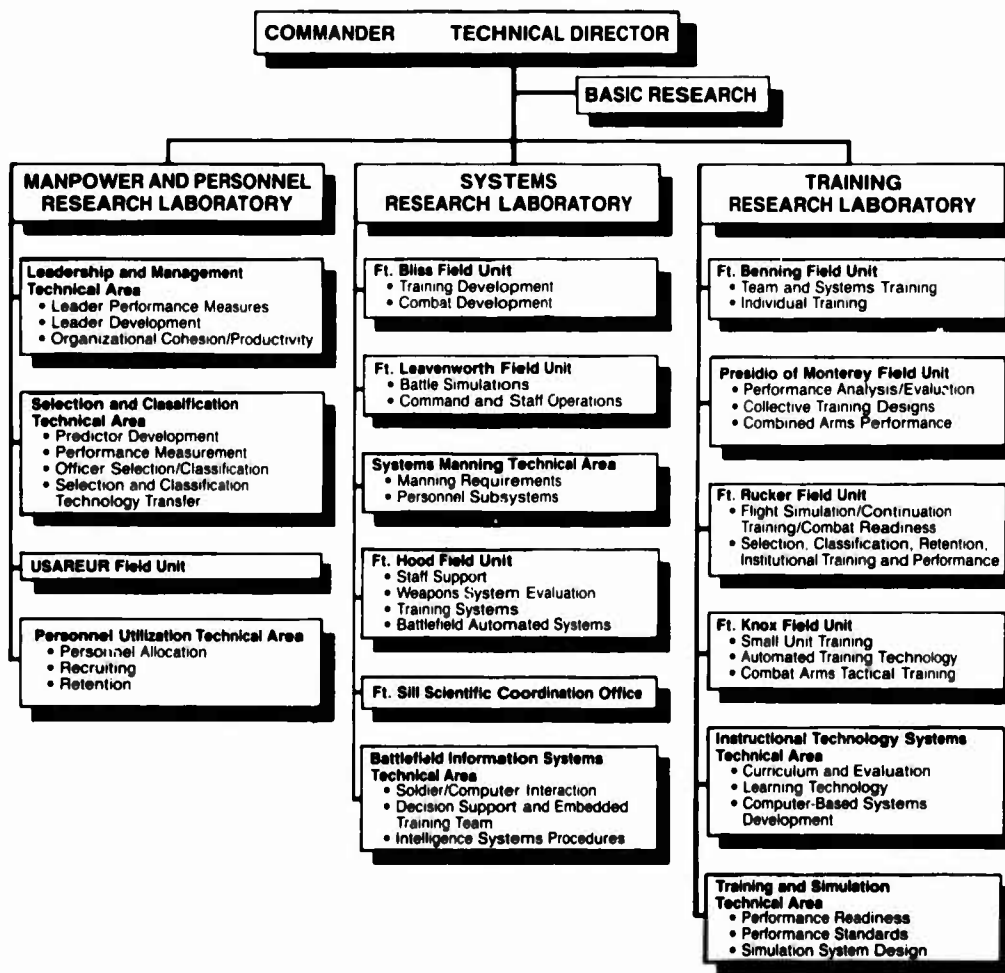 COMMANDER TECHNICAL DIRECTOR
BASIC RESEARCH
MANPOWER AND PERSONNEL
RESEARCH LABORATORY
Leadership and Management
Technical Area
• Leader Performance Measures
• Leader Development
• Organizational Cohesion/Productivity
Selection and Classification
Technical Area
• Predictor Development
• Performance Measurement
• Officer Selection/Classification
• Selection and Classification
Technology Transfer
USAREUR Field Unit
Personnel Utilization Technical Area
• Personnel Allocation
• Recruiting
• Retention
SYSTEMS
RESEARCH LABORATORY
Ft. Bliss Field Unit
• Training Development
• Combat Development
Ft. Leavenworth Field Unit
• Battle Simulations
• Command and Staff Operations
Systems Manning Technical Area
• Manning Requirements
• Personnel Subsystems
Ft. Hood Field Unit
• Staff Support
• Weapons System Evaluation
• Training Systems
• Battlefield Automated Systems
Ft. Sill Scientific Coordination Office
Battlefield Information Systems
Technical Area
• Soldier/Computer Interaction
• Decision Support and Embedded
Training Team
• Intelligence Systems Procedures
TRAINING
RESEARCH LABORATORY
Ft. Benning Field Unit
• Team and Systems Training
• Individual Training
Presidio of Monterey Field Unit
• Performance Analysis/Evaluation
• Collective Training Designs
• Combined Arms Performance
Ft. Rucker Field Unit
• Flight Simulation/Continuation
Training/Combat Readiness
• Selection, Classification, Retention,
Institutional Training and Performance
Ft. Knox Field Unit
• Small Unit Training
• Automated Training Technology
• Combat Arms Tactical Training
Instructional Technology Systems
Technical Area
• Curriculum and Evaluation
• Learning Technology
• Computer-Based Systems
Development
Training and Simulation
Technical Area
• Performance Readiness
• Performance Standards
• Simulation System Design